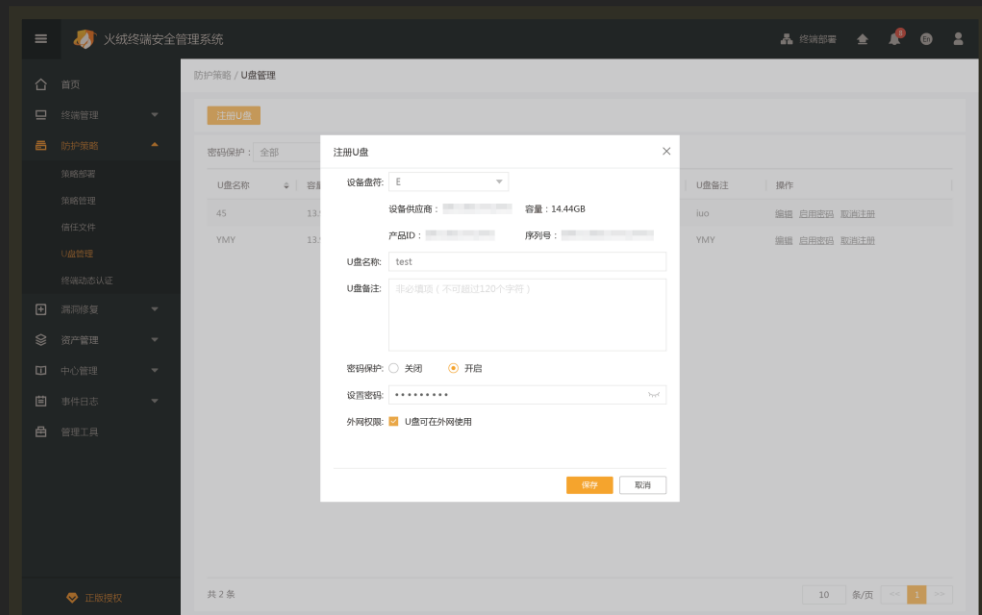 火绒终端安全管理系统
终端部署
8
En
首页
终端管理
防护策略
策略部署
策略管理
信任文件
U盘管理
终端动态认证
漏洞修复
资产管理
中心管理
事件日志
管理工具
正版授权
防护策略 / U盘管理
注册U盘
密码保护： 全部
U盘名称 容量 U盘备注 操作
45 13. iuo 编辑 启用密码 取消注册
YMY 13. YMY 编辑 启用密码 取消注册
注册U盘
设备盘符: E
设备供应商： 容量：14.44GB
产品ID： 序列号：
U盘名称: test
U盘备注: 非必填项（不可超过120个字符）
密码保护: 关闭 开启
设置密码: •••••••••
外网权限: U盘可在外网使用
保存 取消
共 2 条 10 条/页 << 1 >>